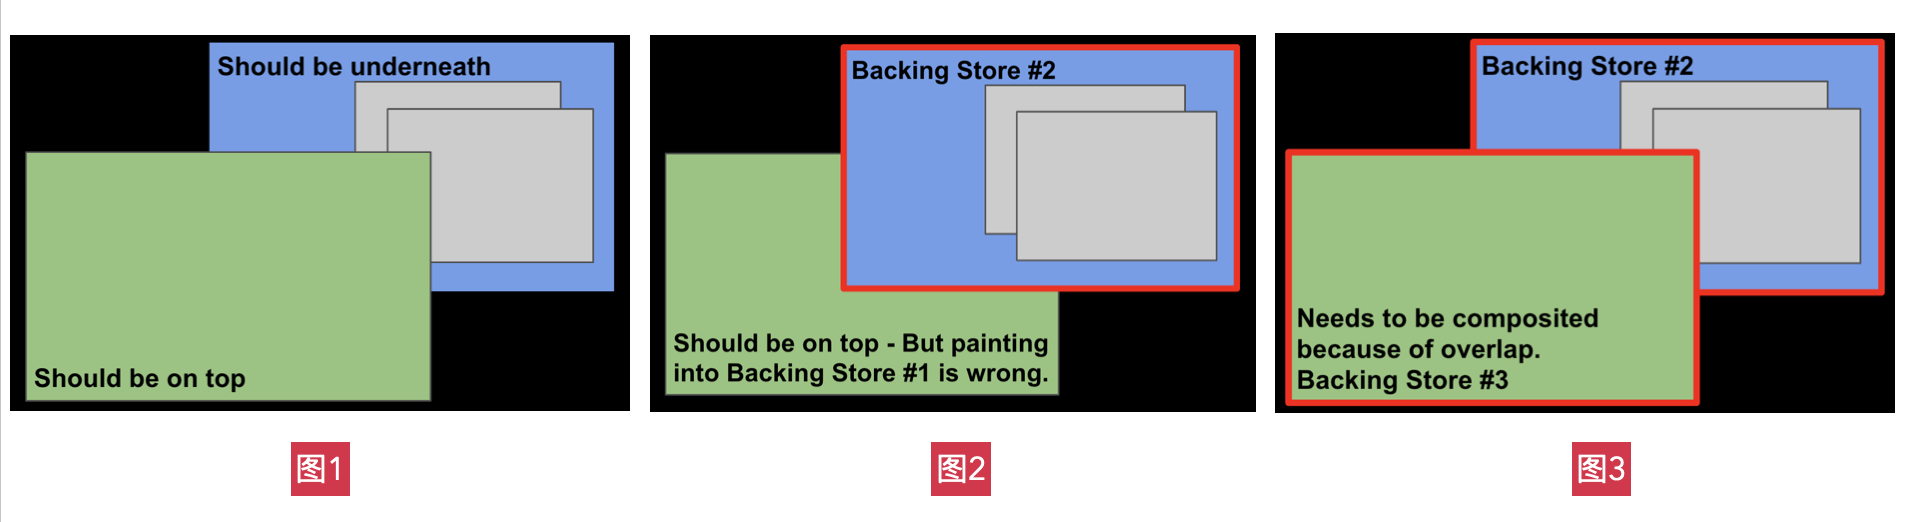 Should be underneath
Should be on top
图1
Backing Store #2
Should be on top - But painting
into Backing Store #1 is wrong.
图2
Backing Store #2
Needs to be composited
because of overlap.
Backing Store #3
图3